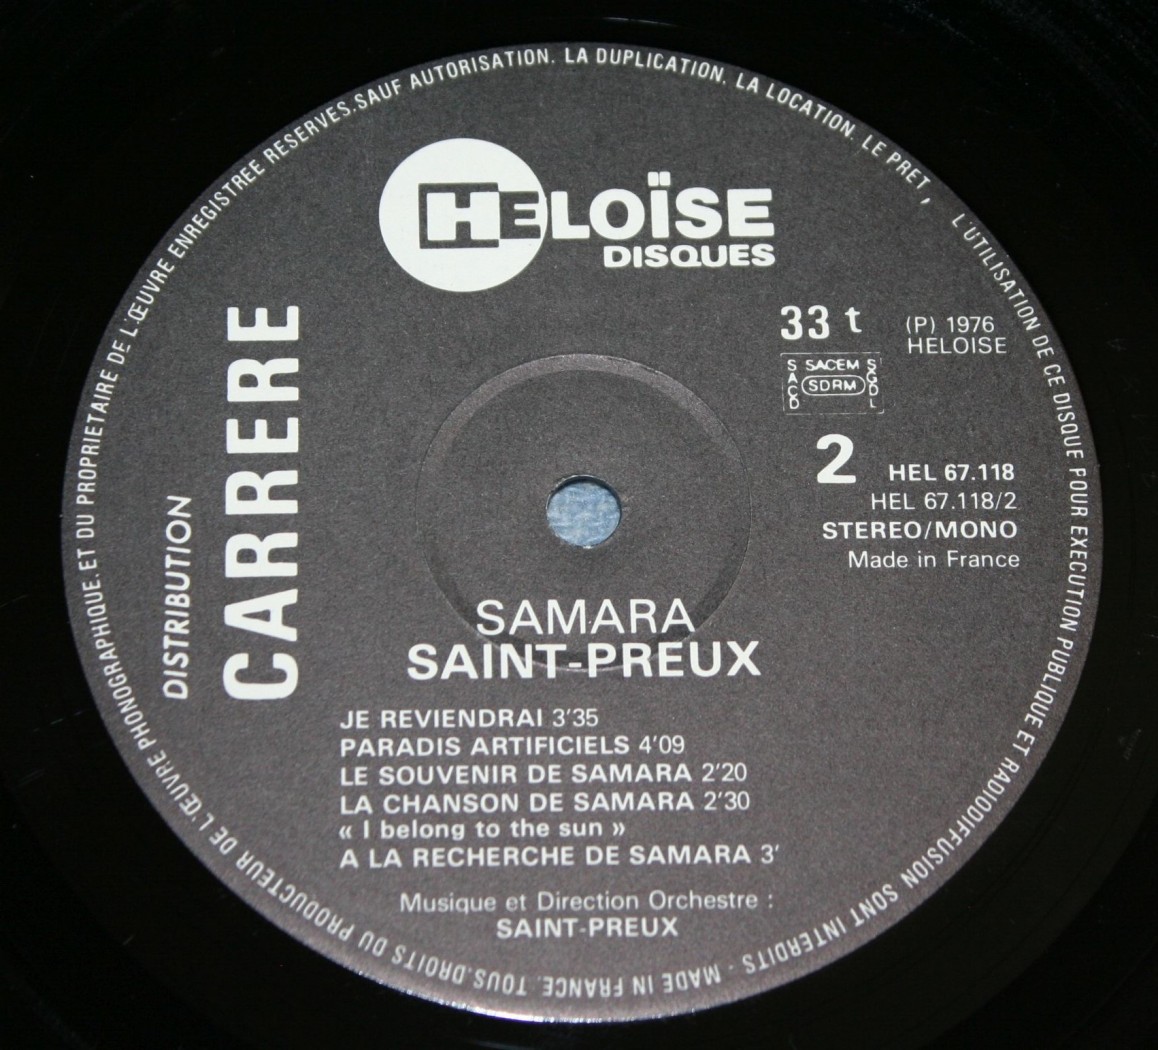 HELOÏSE
DISQUES
33 t
(P) 1976
HELOISE
SACEM
SACD
SDRM
SGDL
2
HEL 67.118
HEL 67.118/2
STEREO/MONO
Made in France
DISTRIBUTION
CARRERE
SAMARA
SAINT-PREUX
JE REVIENDRAI 3'35
PARADIS ARTIFICIELS 4'09
LE SOUVENIR DE SAMARA 2'20
LA CHANSON DE SAMARA 2'30
« I belong to the sun »
A LA RECHERCHE DE SAMARA 3'
Musique et Direction Orchestre :
SAINT-PREUX
TOUS.DROITS DU PRODUCTEUR DE L'ŒUVRE PHONOGRAPHIQUE.ET DU PROPRIETAIRE DE L'ŒUVRE ENREGISTREE RESERVES.SAUF AUTORISATION. LA DUPLICATION. LA LOCATION. LE PRET, L'UTILISATION DE CE DISQUE POUR EXECUTION PUBLIQUE ET RADIODIFFUSION SONT INTERDITS - MADE IN FRANCE.